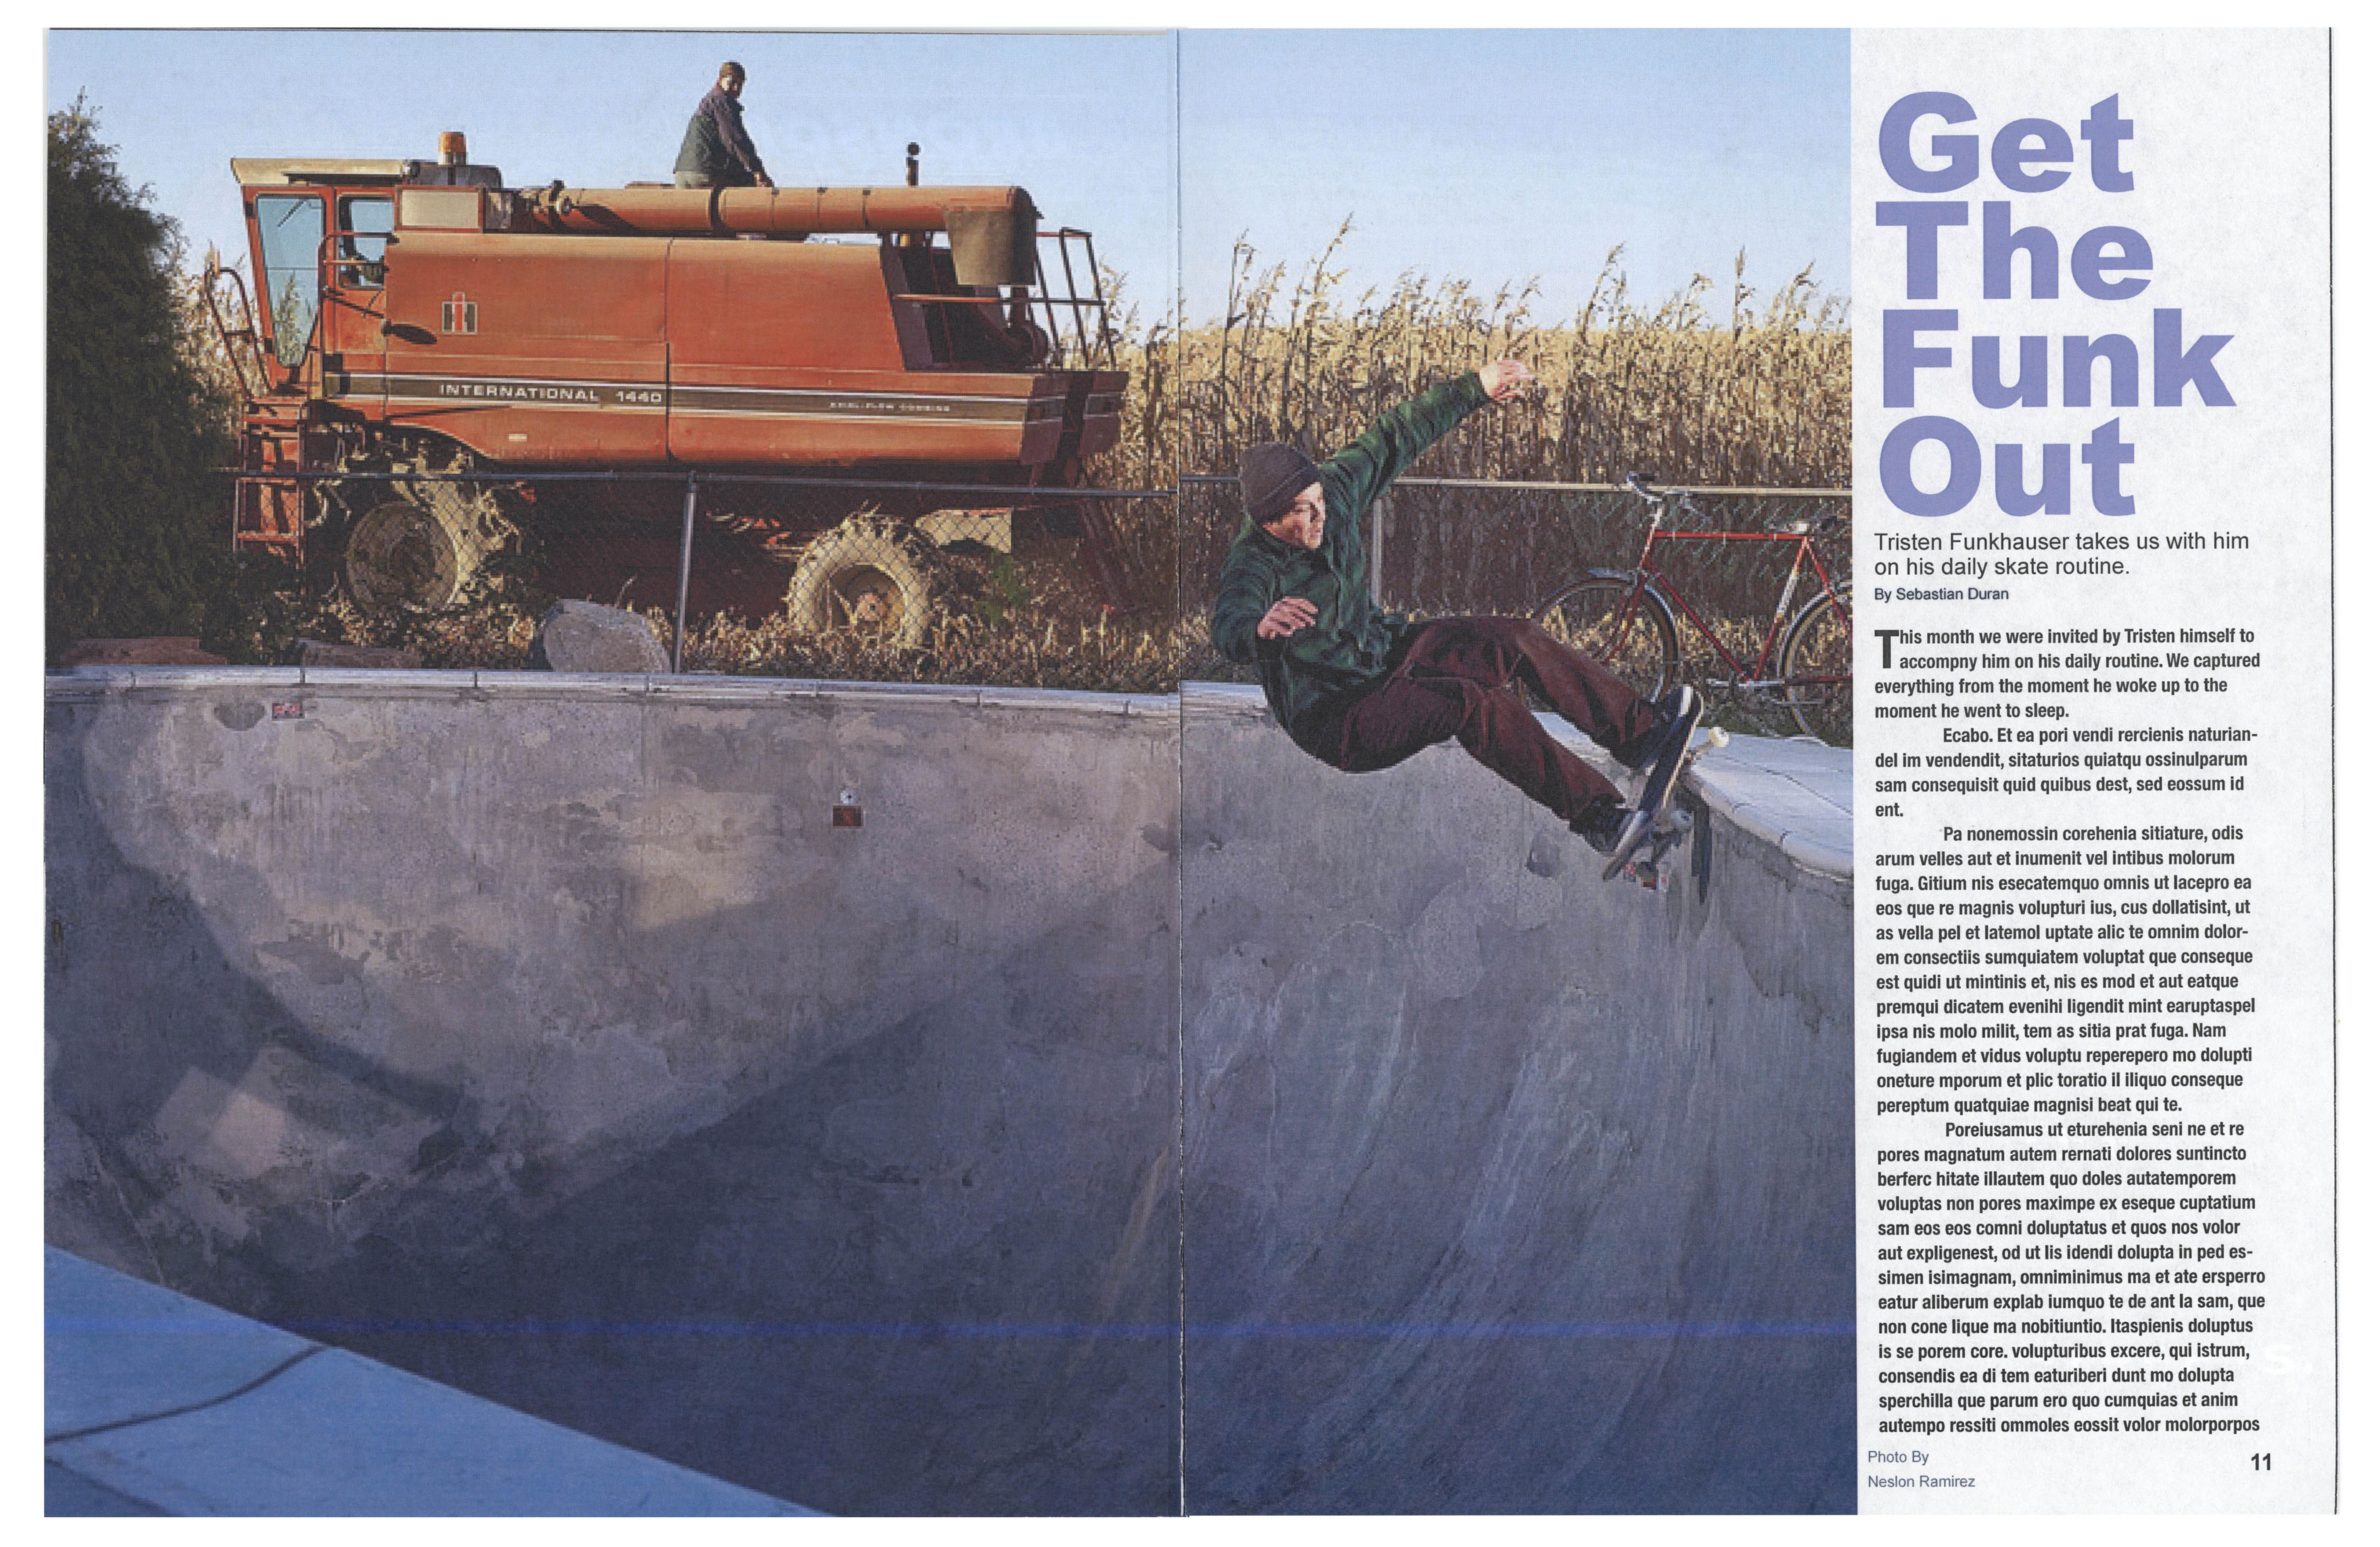 INTERNATIONAL 1440
AXIAL-FLOW COMBINE
Get
The
Funk
Out
Tristen Funkhauser takes us with him
on his daily skate routine.
By Sebastian Duran
This month we were invited by Tristen himself to
accompny him on his daily routine. We captured
everything from the moment he woke up to the
moment he went to sleep.
Ecabo. Et ea pori vendi rercienis naturian-
del im vendendit, sitaturios quiatqu ossinulparum
sam consequisit quid quibus dest, sed eossum id
ent.
Pa nonemossin corehenia sitiature, odis
arum velles aut et inumenit vel intibus molorum
fuga. Gitium nis esecatemquo omnis ut lacepro ea
eos que re magnis volupturi ius, cus dollatisint, ut
as vella pel et latemol uptate alic te omnim dolor-
em consectiis sumquiatem voluptat que conseque
est quidi ut mintinis et, nis es mod et aut eatque
premqui dicatem evenihi ligendit mint earuptaspel
ipsa nis molo milit, tem as sitia prat fuga. Nam
fugiandem et vidus voluptu reperepero mo dolupti
oneture mporum et plic toratio il iliquo conseque
pereptum quatquiae magnisi beat qui te.
Poreiusamus ut eturehenia seni ne et re
pores magnatum autem rernati dolores suntincto
berferc hitate illautem quo doles autatemporem
voluptas non pores maximpe ex eseque cuptatium
sam eos eos comni doluptatus et quos nos volor
aut expligenest, od ut lis idendi dolupta in ped es-
simen isimagnam, omniminimus ma et ate ersperro
eatur aliberum explab iumquo te de ant la sam, que
non cone lique ma nobitiuntio. Itaspienis doluptus
is se porem core. volupturibus excere, qui istrum,
consendis ea di tem eaturiberi dunt mo dolupta
sperchilla que parum ero quo cumquias et anim
autempo ressiti ommoles eossit volor molorporpos
Photo By
Neslon Ramirez
11